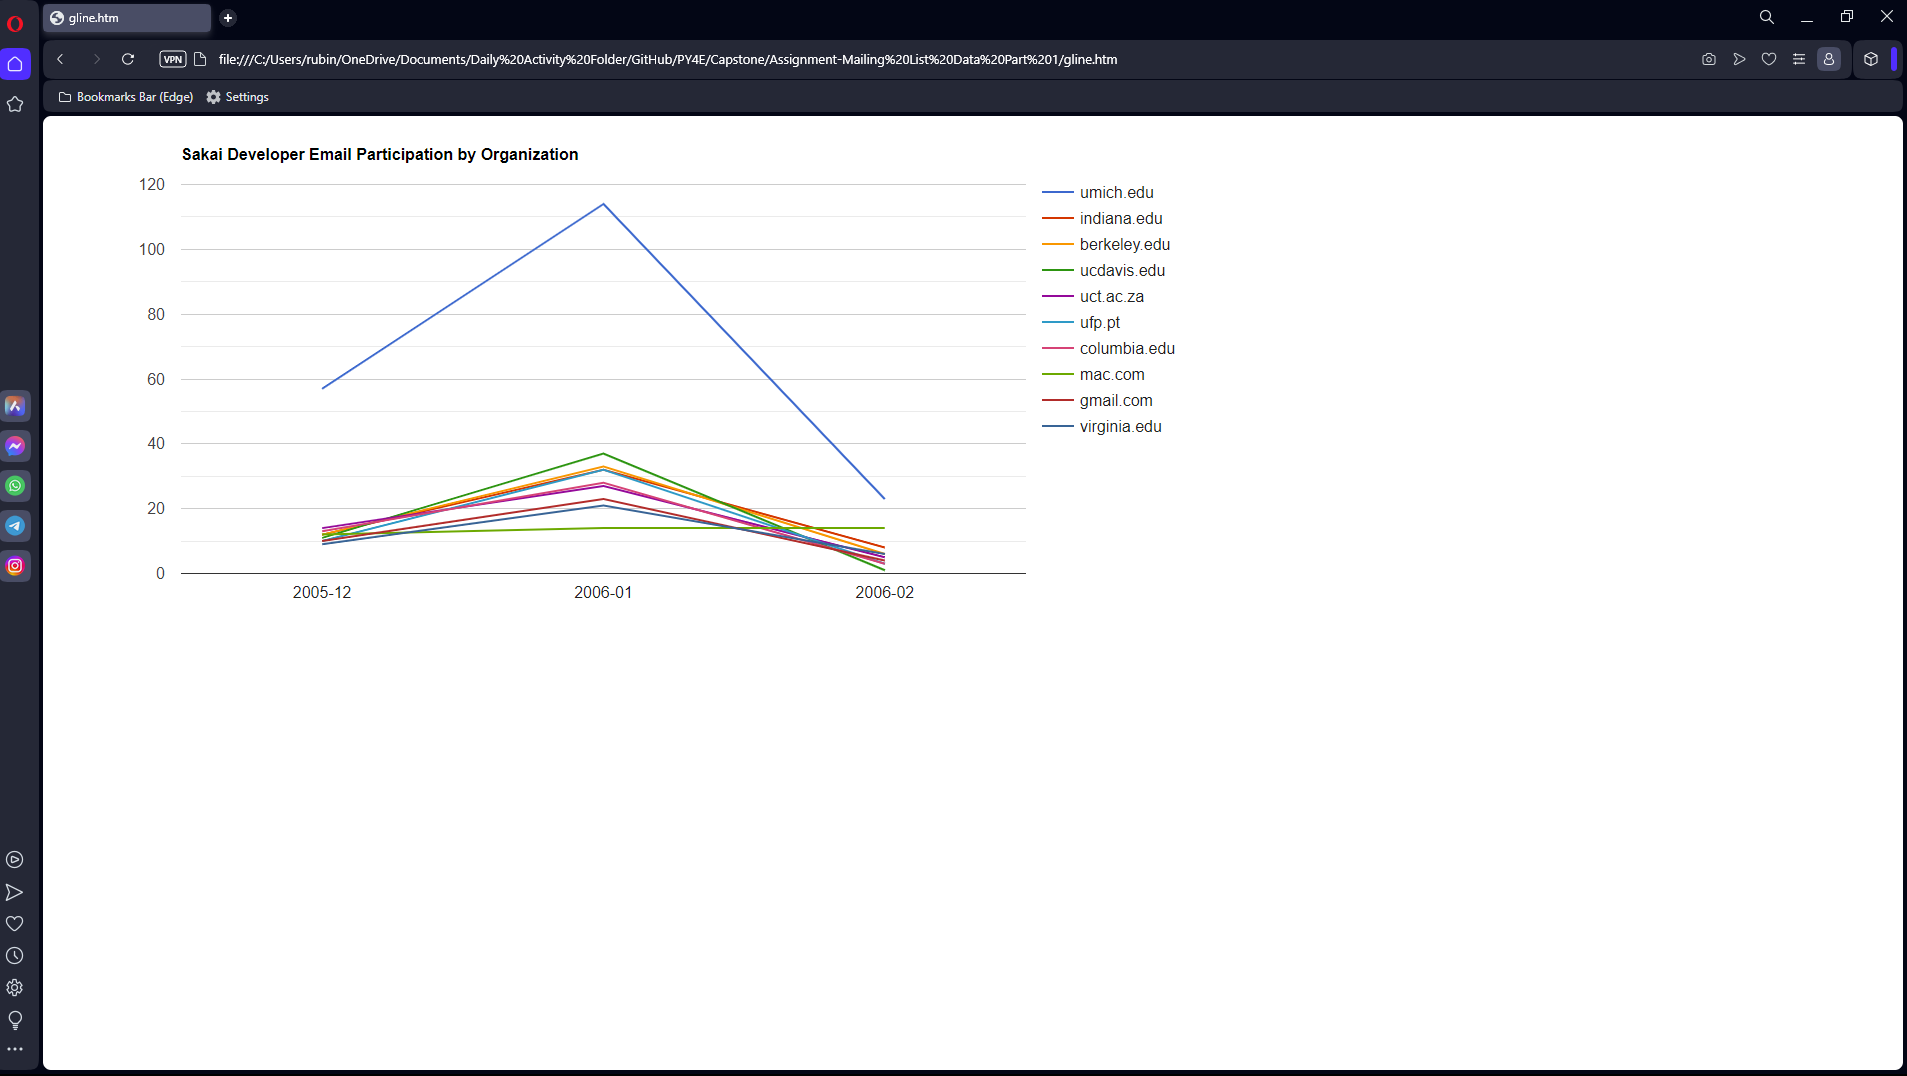 gline.htm
VPN
file:///C:/Users/rubin/OneDrive/Documents/Daily%20Activity%20Folder/GitHub/PY4E/Capstone/Assignment-Mailing%20List%20Data%20Part%201/gline.htm
Bookmarks Bar (Edge) Settings
Sakai Developer Email Participation by Organization
120
100
80
60
40
20
0
2005-12 2006-01 2006-02
umich.edu
indiana.edu
berkeley.edu
ucdavis.edu
uct.ac.za
ufp.pt
columbia.edu
mac.com
gmail.com
virginia.edu